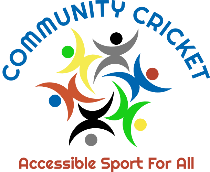 COMMUNITY CRICKET
Accessible Sport For All